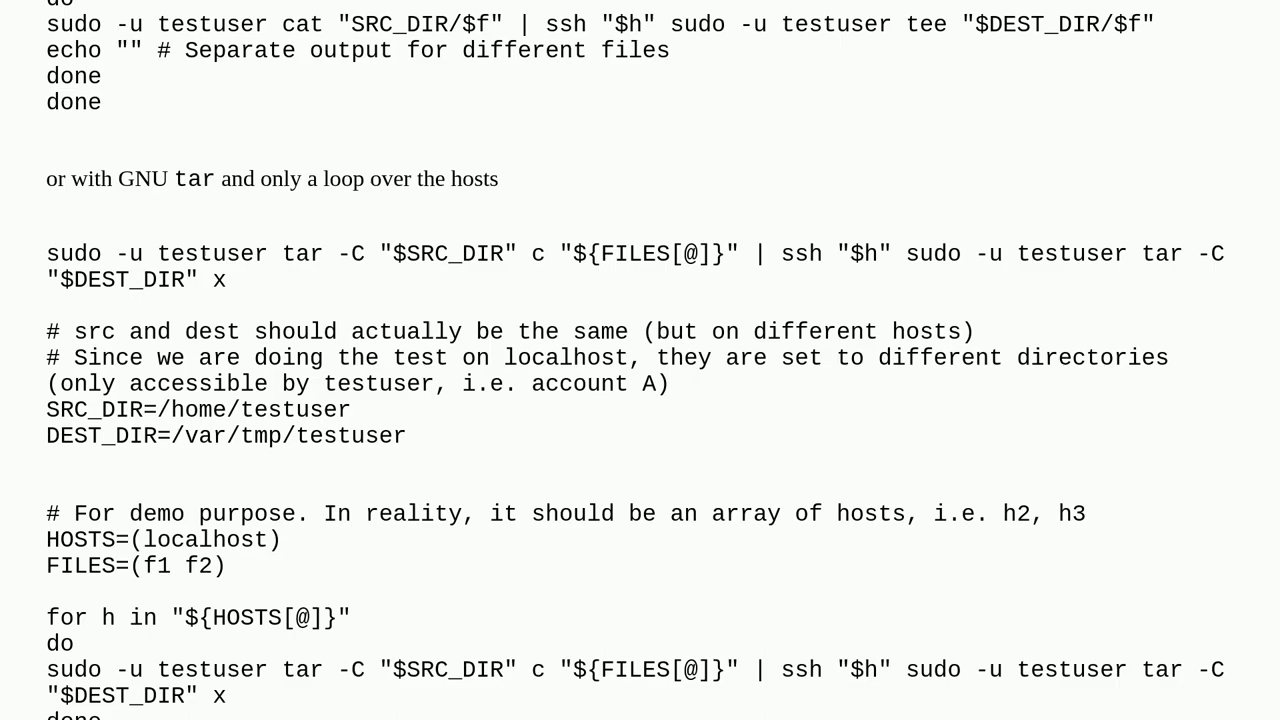 do
sudo -u testuser cat "SRC_DIR/$f" | ssh "$h" sudo -u testuser tee "$DEST_DIR/$f"
echo "" # Separate output for different files
done
done
or with GNU tar and only a loop over the hosts
sudo -u testuser tar -C "$SRC_DIR" c "${FILES[@]}" | ssh "$h" sudo -u testuser tar -C
"$DEST_DIR" x
# src and dest should actually be the same (but on different hosts)
# Since we are doing the test on localhost, they are set to different directories
(only accessible by testuser, i.e. account A)
SRC_DIR=/home/testuser
DEST_DIR=/var/tmp/testuser
# For demo purpose. In reality, it should be an array of hosts, i.e. h2, h3
HOSTS=(localhost)
FILES=(f1 f2)
for h in "${HOSTS[@]}"
do
sudo -u testuser tar -C "$SRC_DIR" c "${FILES[@]}" | ssh "$h" sudo -u testuser tar -C
"$DEST_DIR" x
done